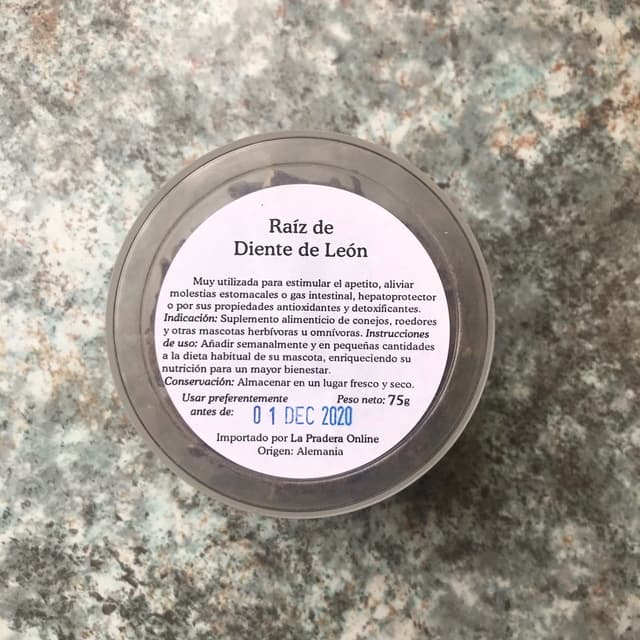 Raíz de
Diente de León
Muy utilizada para estimular el apetito, aliviar
molestias estomacales o gas intestinal, hepatoprotector
o por sus propiedades antioxidantes y detoxificantes.
Indicación: Suplemento alimenticio de conejos, roedores
y otras mascotas herbívoras u omnívoras. Instrucciones
de uso: Añadir semanalmente y en pequeñas cantidades
a la dieta habitual de su mascota, enriqueciendo su
nutrición para un mayor bienestar.
Conservación: Almacenar en un lugar fresco y seco.
Usar preferentemente Peso neto: 75g
antes de: 01 DEC 2020
Importado por La Pradera Online
Origen: Alemania